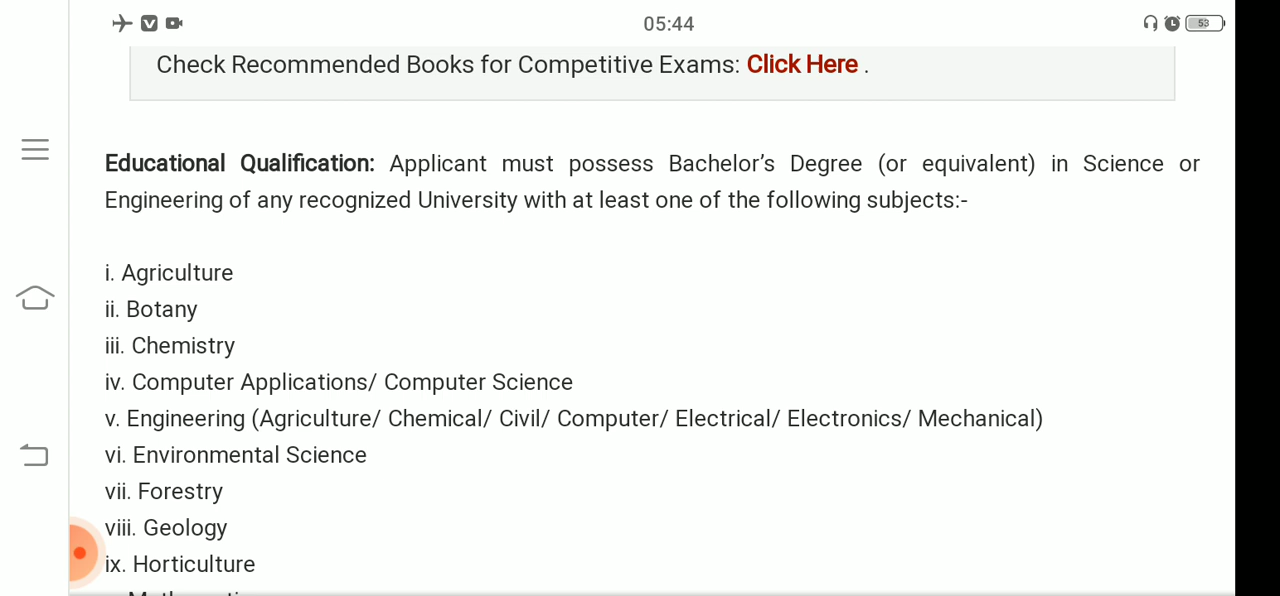 05:44
53
Check Recommended Books for Competitive Exams: Click Here .
Educational Qualification: Applicant must possess Bachelor’s Degree (or equivalent) in Science or
Engineering of any recognized University with at least one of the following subjects:-
i. Agriculture
ii. Botany
iii. Chemistry
iv. Computer Applications/ Computer Science
v. Engineering (Agriculture/ Chemical/ Civil/ Computer/ Electrical/ Electronics/ Mechanical)
vi. Environmental Science
vii. Forestry
viii. Geology
ix. Horticulture